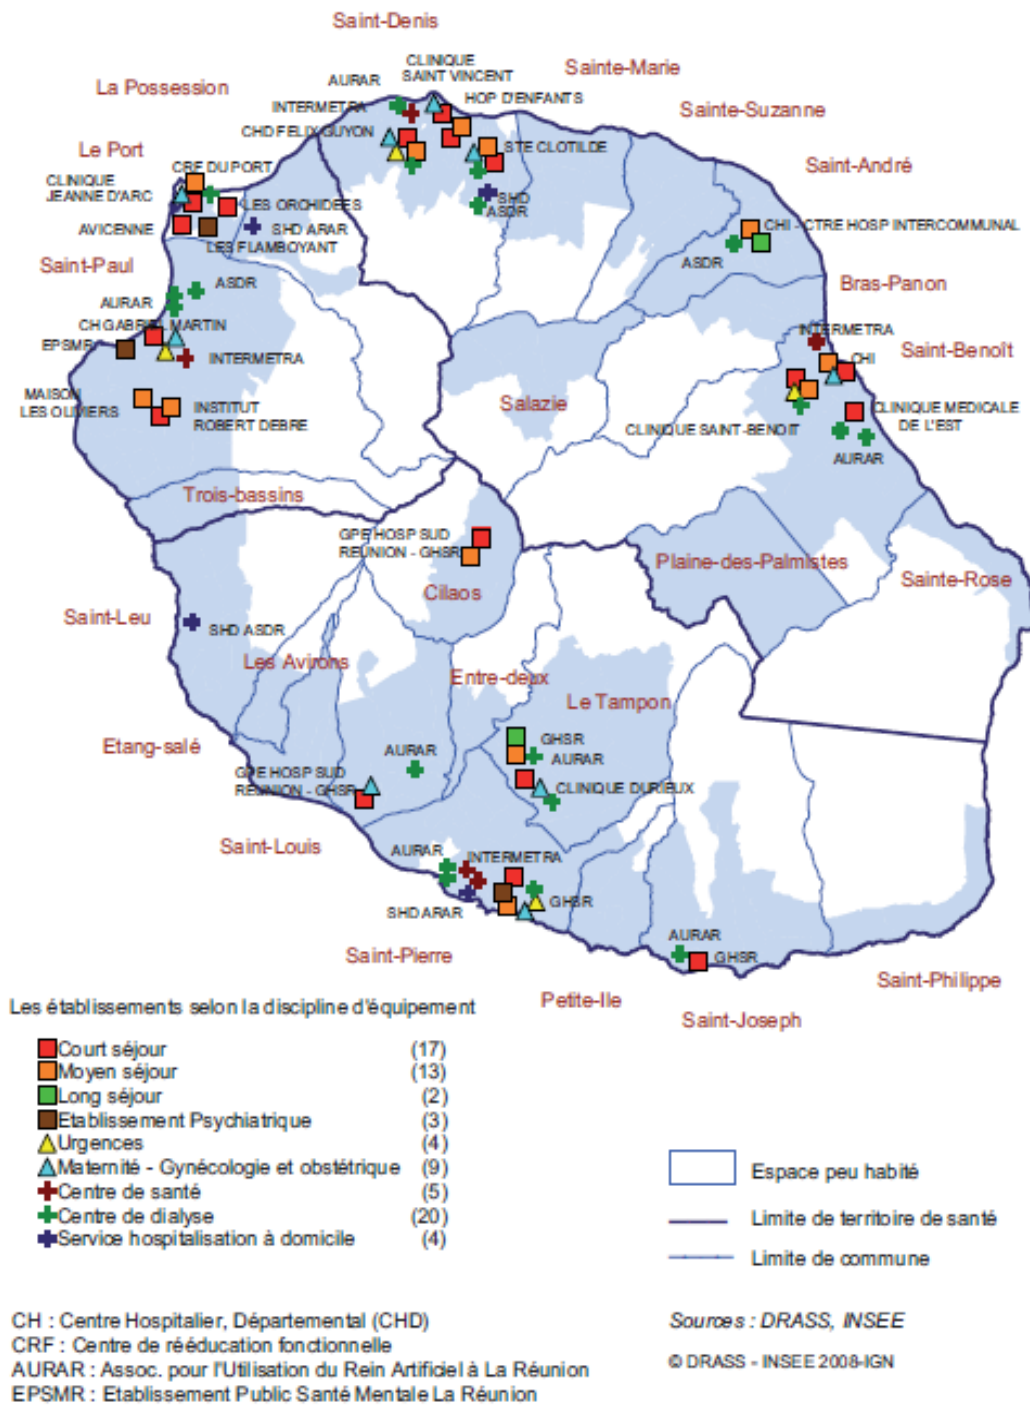 Saint-Denis
CLINIQUE
SAINT VINCENT
Sainte-Marie
AURAR
La Possession
HOP D'ENFANTS
INTERMETRA
Sainte-Suzanne
CHD FELIX GUYON
STE CLOTILDE
Le Port
CRF DU PORT
Saint-André
CLINIQUE
JEANNE D'ARC
SHD
ASDR
LES ORCHIDEES
AVICENNE
SHD ARAR
CHI - CTRE HOSP INTERCOMMUNAL
LES FLAMBOYANT
Saint-Paul
ASDR
ASDR
Bras-Panon
AURAR
CH GABRIEL MARTIN
INTERMETRA
EPSMR
INTERMETRA
Saint-Benoît
CHI
MAISON
LES OLIVIERS
INSTITUT
ROBERT DEBRE
Salazie
CLINIQUE MEDICALE
DE L'EST
CLINIQUE SAINT-BENOIT
AURAR
Trois-bassins
GPE HOSP SUD
REUNION - GHSR
Plaine-des-Palmistes
Sainte-Rose
Cilaos
Saint-Leu
SHD ASDR
Les Avirons
Entre-deux
Le Tampon
Etang-salé
GHSR
AURAR
AURAR
GPE HOSP SUD
REUNION - GHSR
CLINIQUE DURIEUX
Saint-Louis
AURAR
INTERMETRA
SHD ARAR
GHSR
Saint-Pierre
AURAR
GHSR
Saint-Philippe
Petite-Ile
Saint-Joseph
Les établissements selon la discipline d'équipement
Court séjour (17)
Moyen séjour (13)
Long séjour (2)
Etablissement Psychiatrique (3)
Urgences (4)
Maternité - Gynécologie et obstétrique (9)
Centre de santé (5)
Centre de dialyse (20)
Service hospitalisation à domicile (4)
Espace peu habité
Limite de territoire de santé
Limite de commune
CH : Centre Hospitalier, Départemental (CHD)
CRF : Centre de rééducation fonctionnelle
AURAR : Assoc. pour l'Utilisation du Rein Artificiel à La Réunion
EPSMR : Etablissement Public Santé Mentale La Réunion
Sources : DRASS, INSEE
© DRASS - INSEE 2008-IGN